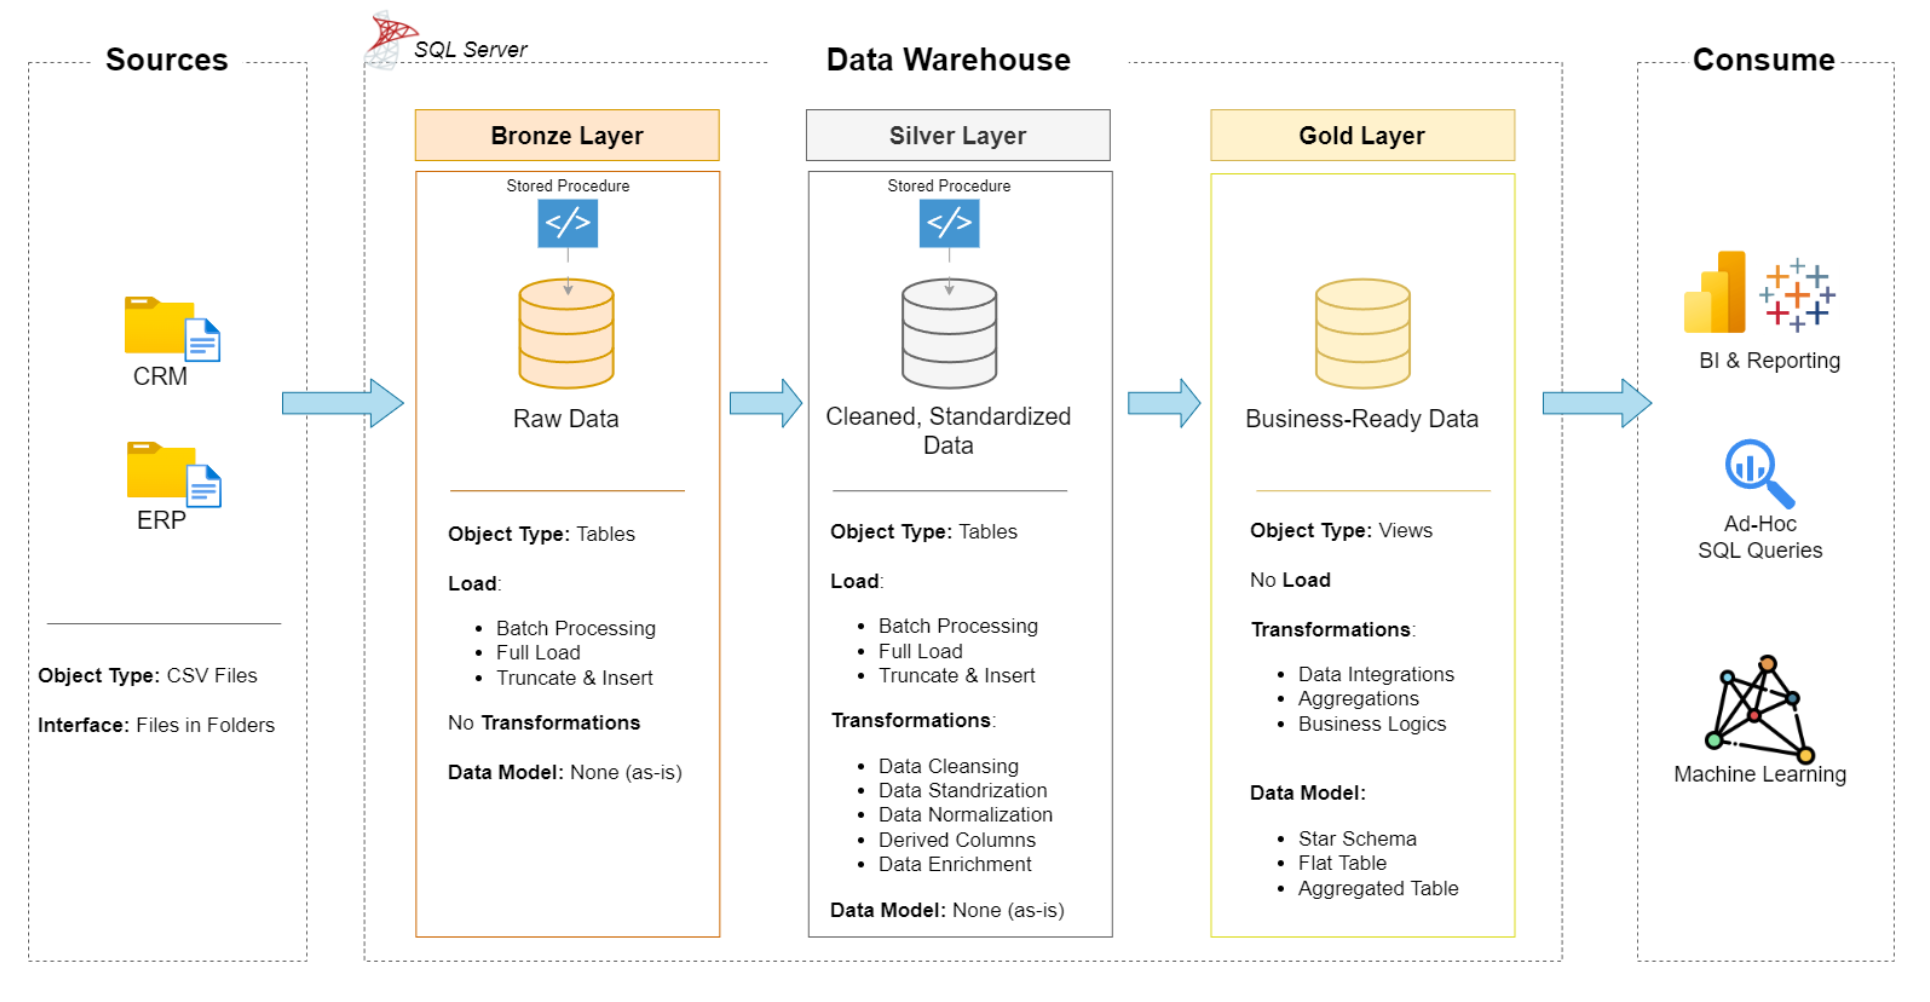 Sources
CRM
ERP
Object Type: CSV Files
Interface: Files in Folders
SQL Server
Data Warehouse
Bronze Layer
Stored Procedure
</>
Raw Data
Object Type: Tables
Load:
• Batch Processing
• Full Load
• Truncate & Insert
No Transformations
Data Model: None (as-is)
Silver Layer
Stored Procedure
</>
Cleaned, Standardized
Data
Object Type: Tables
Load:
• Batch Processing
• Full Load
• Truncate & Insert
Transformations:
• Data Cleansing
• Data Standrization
• Data Normalization
• Derived Columns
• Data Enrichment
Data Model: None (as-is)
Gold Layer
Business-Ready Data
Object Type: Views
No Load
Transformations:
• Data Integrations
• Aggregations
• Business Logics
Data Model:
• Star Schema
• Flat Table
• Aggregated Table
Consume
BI & Reporting
Ad-Hoc
SQL Queries
Machine Learning